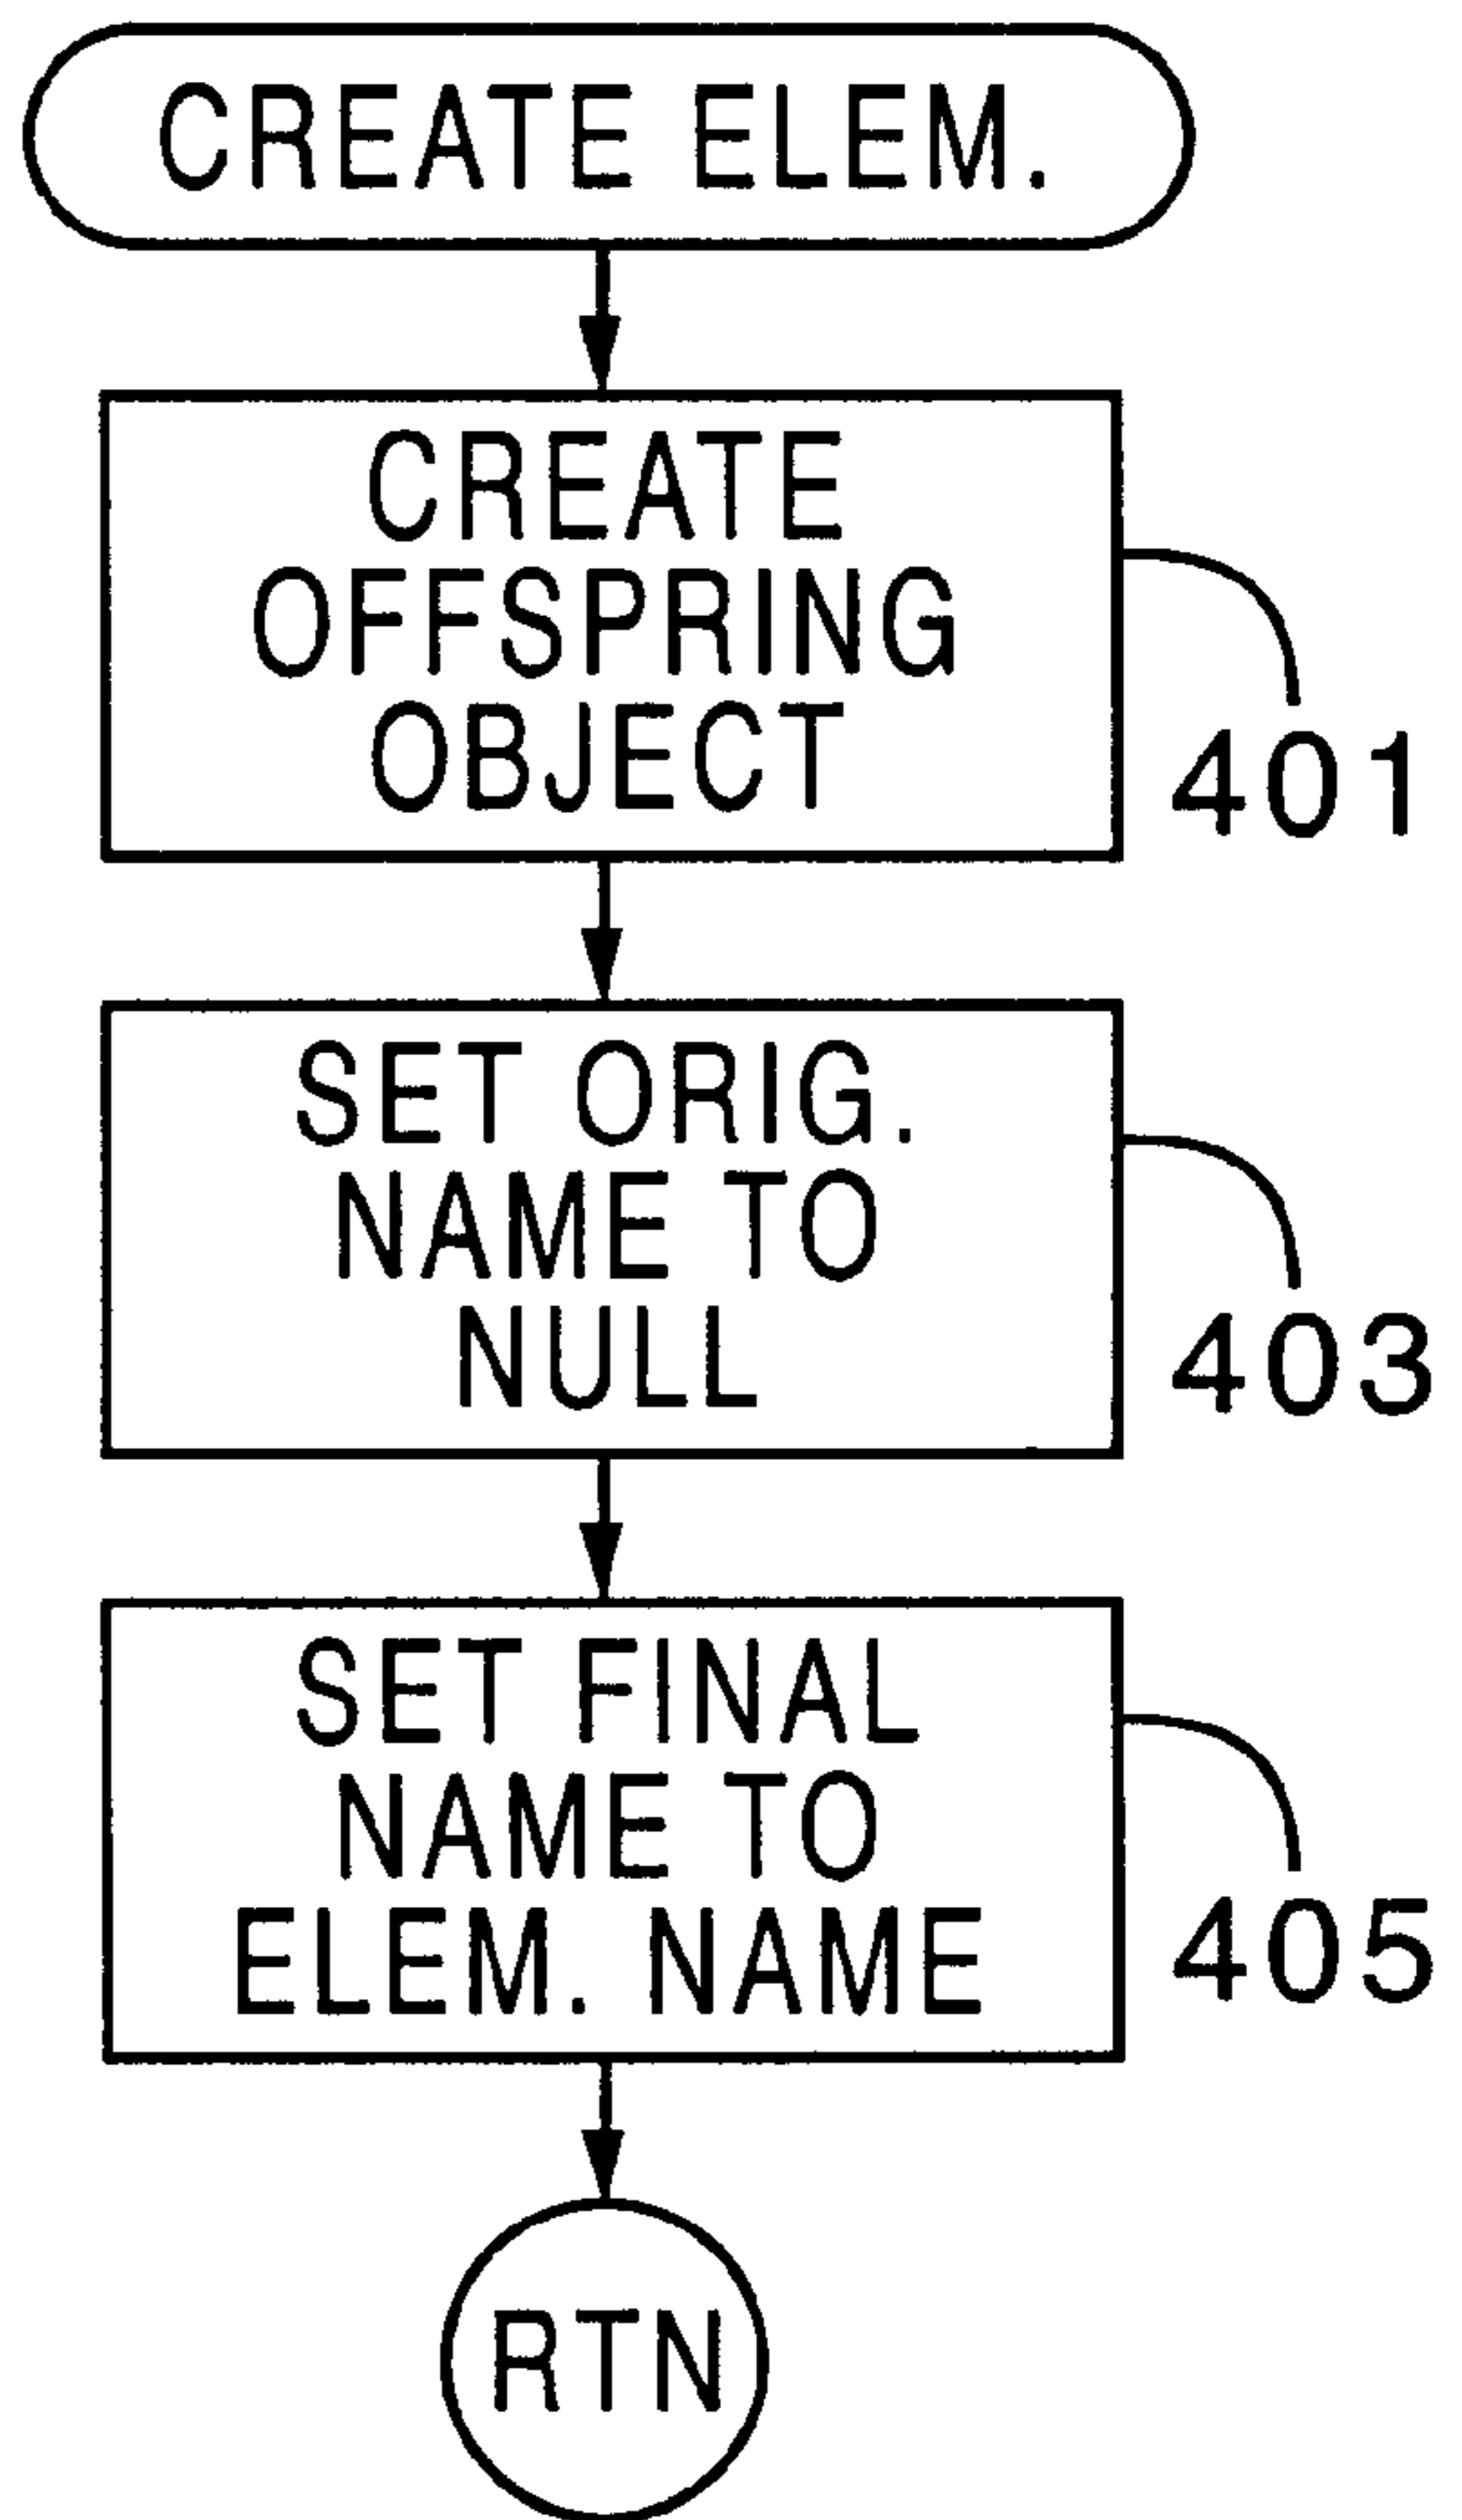 CREATE ELEM.
CREATE
OFFSPRING
OBJECT
401
SET ORIG.
NAME TO
NULL
403
SET FINAL
NAME TO
ELEM. NAME
405
RTN